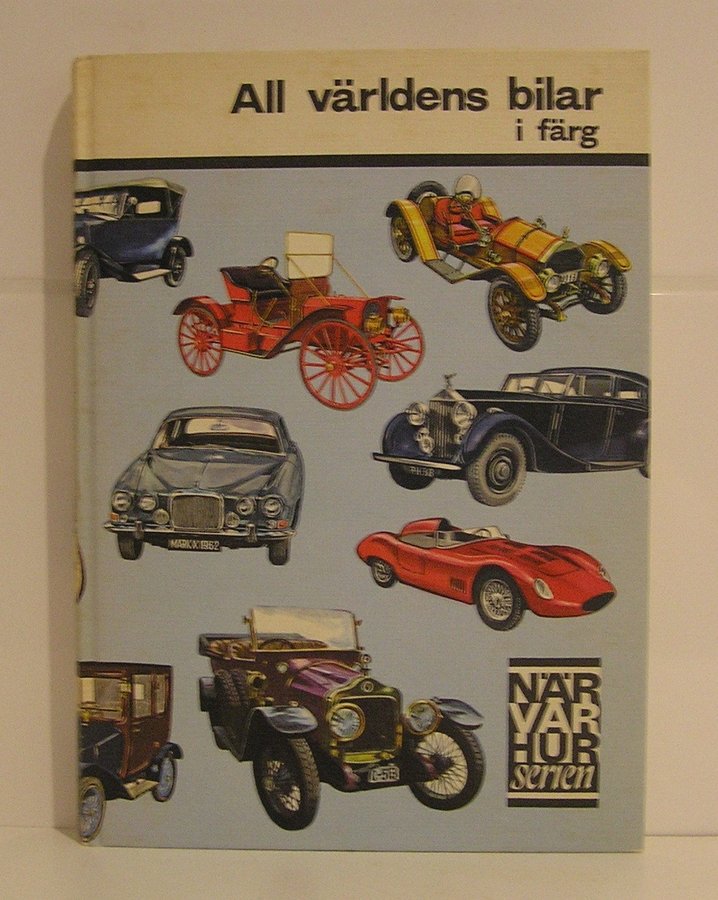 All världens bilar
i färg
MARK X 1962
NÄR
VAR
HUR
serien